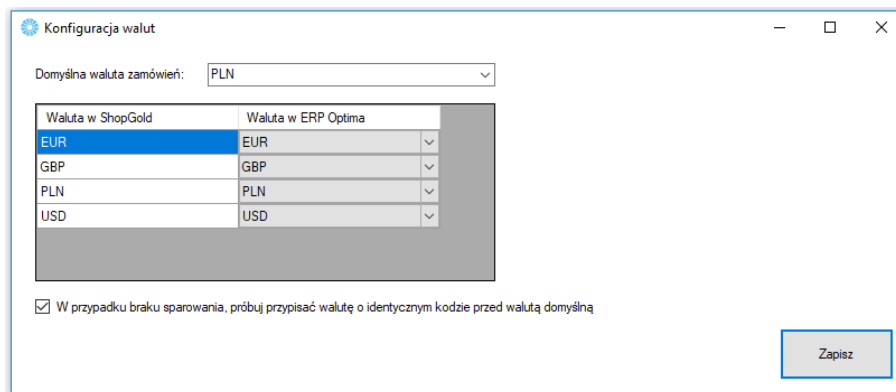 Konfiguracja walut
Domyślna waluta zamówień: PLN
Waluta w ShopGold Waluta w ERP Optima
EUR EUR
GBP GBP
PLN PLN
USD USD
W przypadku braku sparowania, próbuj przypisać walutę o identycznym kodzie przed walutą domyślną
Zapisz